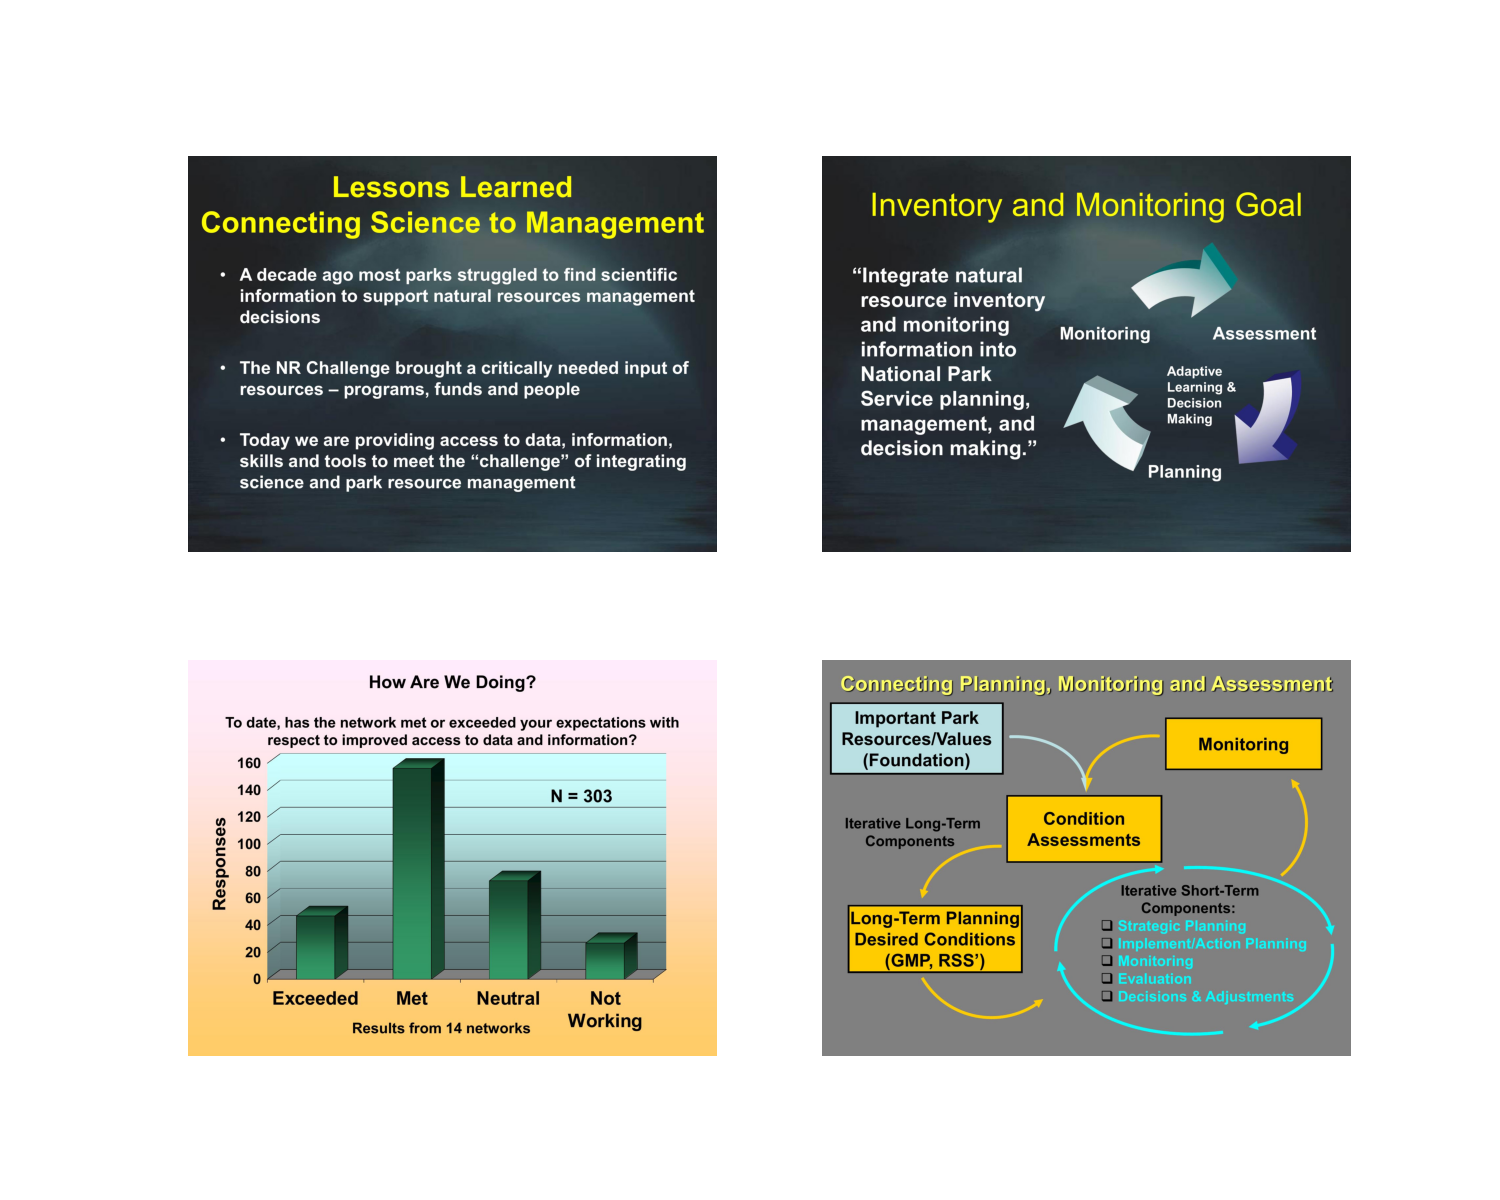 Lessons Learned
Connecting Science to Management
• A decade ago most parks struggled to find scientific
information to support natural resources management
decisions
• The NR Challenge brought a critically needed input of
resources – programs, funds and people
• Today we are providing access to data, information,
skills and tools to meet the “challenge” of integrating
science and park resource management
Inventory and Monitoring Goal
“Integrate natural
resource inventory
and monitoring
information into
National Park
Service planning,
management, and
decision making.”
Monitoring
Assessment
Adaptive
Learning &
Decision
Making
Planning
How Are We Doing?
To date, has the network met or exceeded your expectations with
respect to improved access to data and information?
160
140
120
100
80
60
40
20
0
Responses
N = 303
Exceeded
Met
Neutral
Not
Working
Results from 14 networks
Connecting Planning, Monitoring and Assessment
Important Park
Resources/Values
(Foundation)
Monitoring
Condition
Assessments
Iterative Long-Term
Components
Long-Term Planning
Desired Conditions
(GMP, RSS’)
Iterative Short-Term
Components:
❑ Strategic Planning
❑ Implement/Action Planning
❑ Monitoring
❑ Evaluation
❑ Decisions & Adjustments